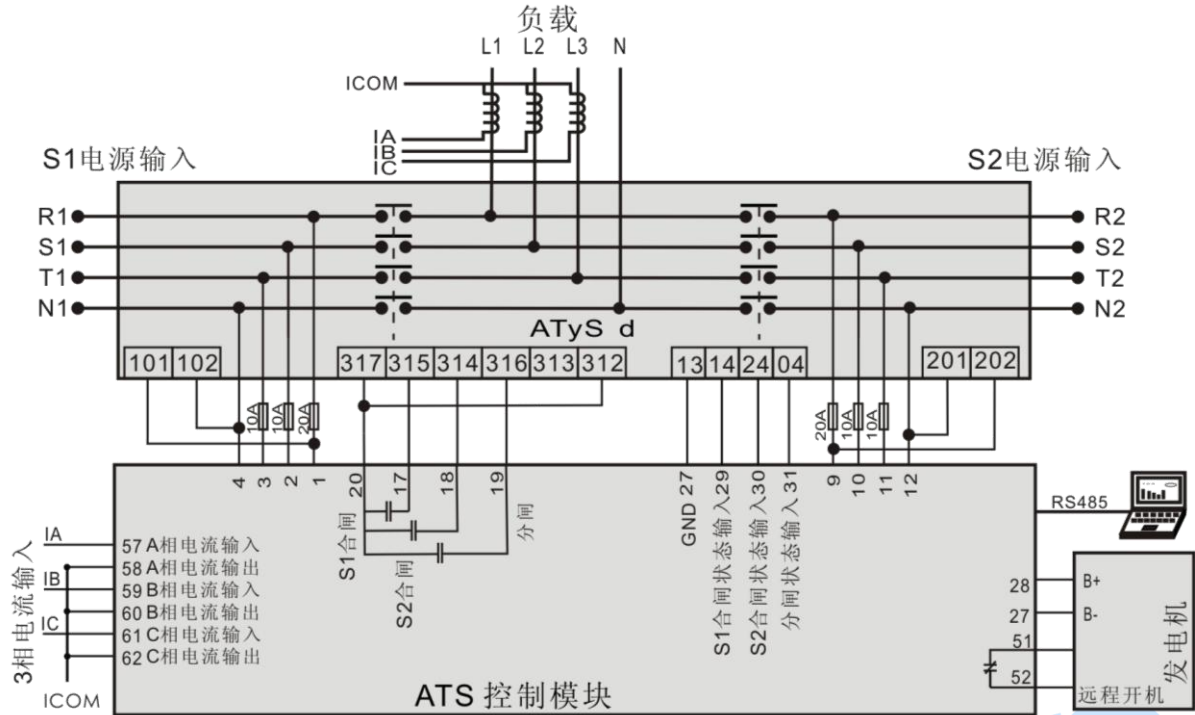 负载
L1 L2 L3 N
ICOM
IA
IB
IC
S1电源输入
S2电源输入
R1
S1
T1
N1
R2
S2
T2
N2
ATyS d
101 102
317 315 314 316 313 312
13 14 24 04
201 202
10A 10A 20A
20A 10A 10A
4 3 2 1
20 17 18 19
S1合闸
S2合闸
分闸
GND 27
S1合闸状态输入29
S2合闸状态输入30
分闸状态输入 31
9 10 11 12
RS485
3相电流输入
IA
IB
IC
ICOM
57 A相电流输入
58 A相电流输出
59 B相电流输入
60 B相电流输出
61 C相电流输入
62 C相电流输出
ATS 控制模块
28
27
51
52
B+
B-
发电机
远程开机